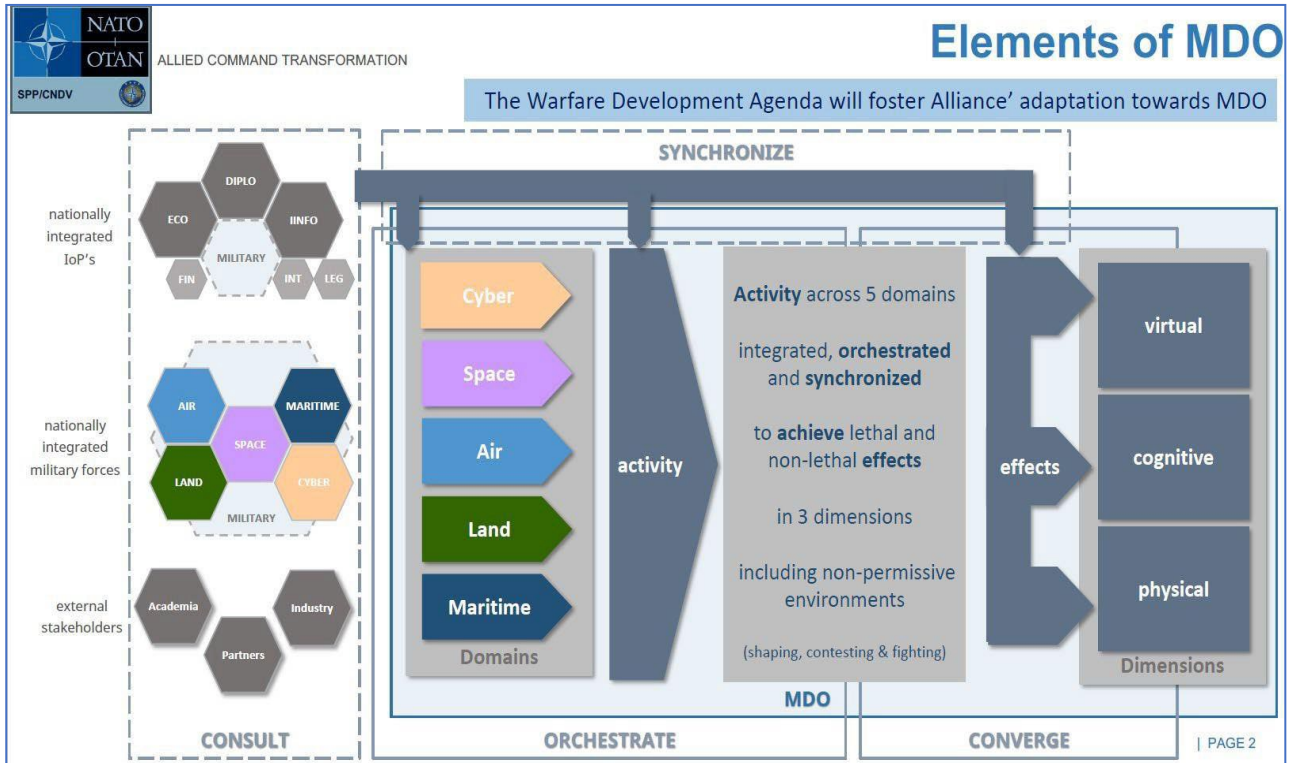 NATO
OTAN
SPP/CNDV
ALLIED COMMAND TRANSFORMATION
Elements of MDO
The Warfare Development Agenda will foster Alliance' adaptation towards MDO
nationally
integrated
IoP's
DIPLO
ECO
IINFO
MILITARY
FIN
INT
LEG
nationally
integrated
military forces
AIR
MARITIME
SPACE
LAND
CYBER
MILITARY
external
stakeholders
Academia
Industry
Partners
CONSULT
SYNCHRONIZE
Cyber
Space
Air
Land
Maritime
Domains
activity
Activity across 5 domains
integrated, orchestrated
and synchronized
to achieve lethal and
non-lethal effects
in 3 dimensions
including non-permissive
environments
(shaping, contesting & fighting)
effects
virtual
cognitive
physical
Dimensions
MDO
ORCHESTRATE
CONVERGE
| PAGE 2